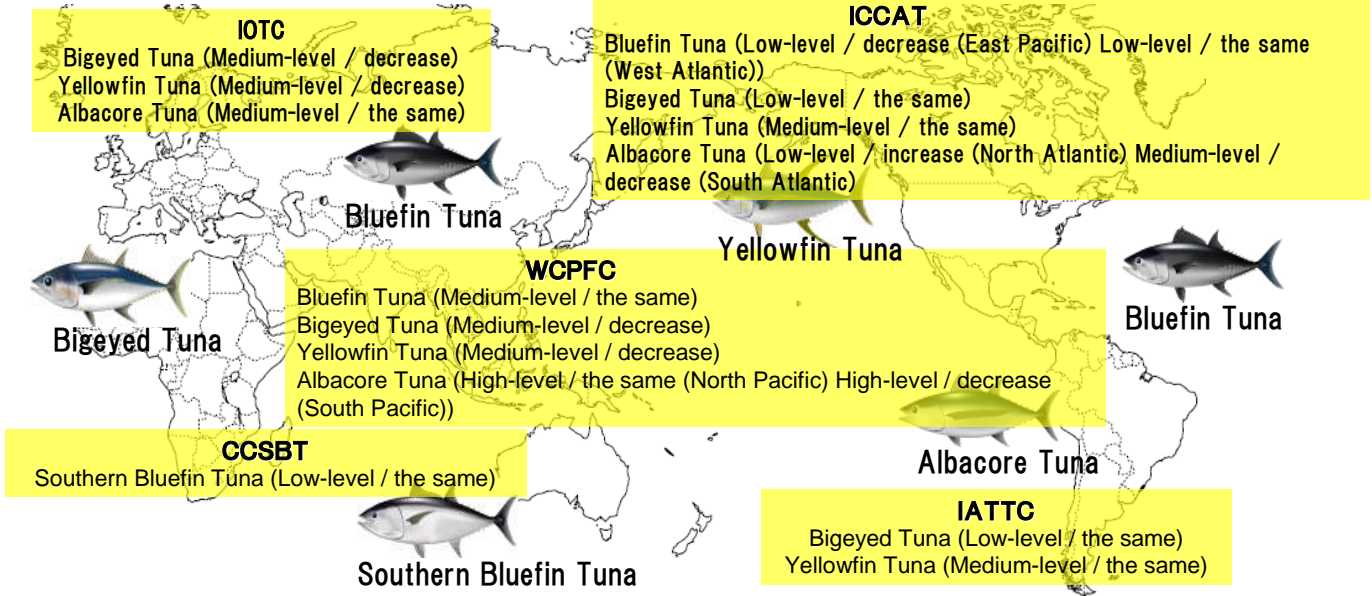 IOTC
Bigeyed Tuna (Medium-level / decrease)
Yellowfin Tuna (Medium-level / decrease)
Albacore Tuna (Medium-level / the same)
ICCAT
Bluefin Tuna (Low-level / decrease (East Pacific) Low-level / the same
(West Atlantic))
Bigeyed Tuna (Low-level / the same)
Yellowfin Tuna (Medium-level / the same)
Albacore Tuna (Low-level / increase (North Atlantic) Medium-level /
decrease (South Atlantic)
Bluefin Tuna
Yellowfin Tuna
Bigeyed Tuna
WCPFC
Bluefin Tuna (Medium-level / the same)
Bigeyed Tuna (Medium-level / decrease)
Yellowfin Tuna (Medium-level / decrease)
Albacore Tuna (High-level / the same (North Pacific) High-level / decrease
(South Pacific))
Bluefin Tuna
CCSBT
Southern Bluefin Tuna (Low-level / the same)
Albacore Tuna
Southern Bluefin Tuna
IATTC
Bigeyed Tuna (Low-level / the same)
Yellowfin Tuna (Medium-level / the same)